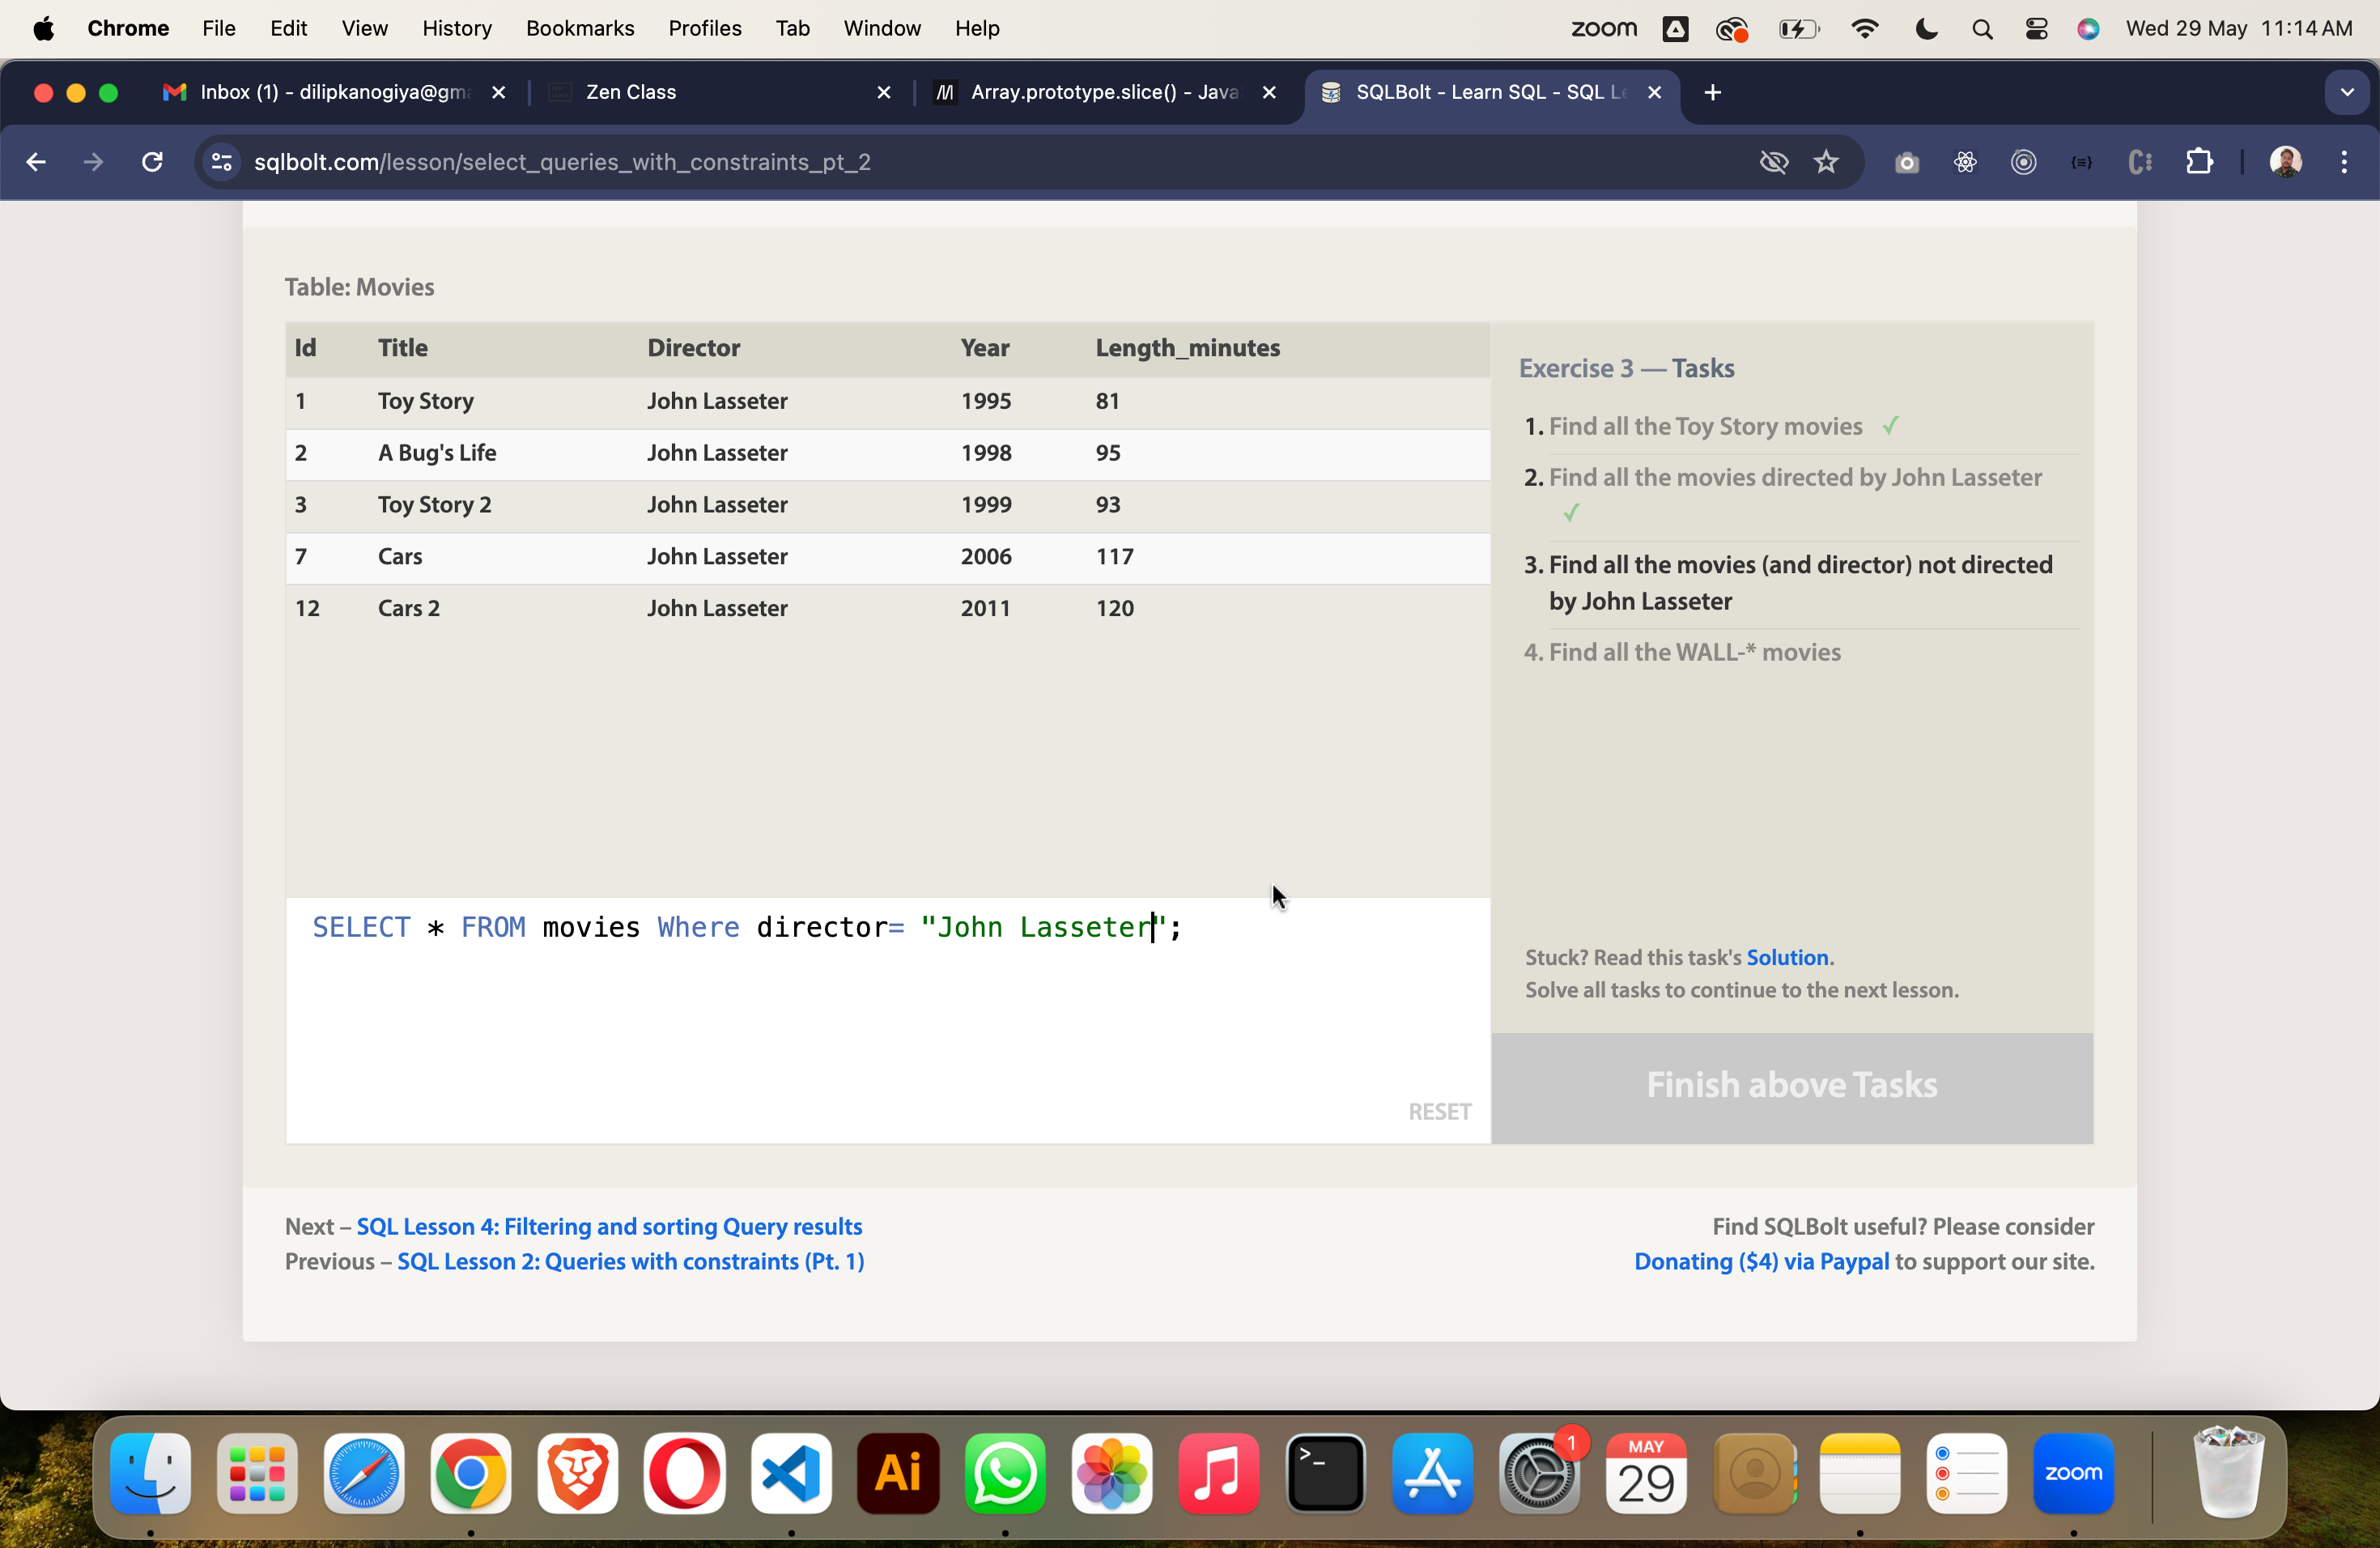 Chrome File Edit View History Bookmarks Profiles Tab Window Help zoom Wed 29 May 11:14 AM
Inbox (1) - dilipkanogiya@gma Zen Class Array.prototype.slice() - Java SQLBolt - Learn SQL - SQL Le
sqlbolt.com/lesson/select_queries_with_constraints_pt_2
Table: Movies
Id Title Director Year Length_minutes
1 Toy Story John Lasseter 1995 81
2 A Bug's Life John Lasseter 1998 95
3 Toy Story 2 John Lasseter 1999 93
7 Cars John Lasseter 2006 117
12 Cars 2 John Lasseter 2011 120
SELECT * FROM movies Where director= "John Lasseter";
RESET
Exercise 3 — Tasks
1. Find all the Toy Story movies ✓
2. Find all the movies directed by John Lasseter
✓
3. Find all the movies (and director) not directed
by John Lasseter
4. Find all the WALL-* movies
Stuck? Read this task's Solution.
Solve all tasks to continue to the next lesson.
Finish above Tasks
Next – SQL Lesson 4: Filtering and sorting Query results
Previous – SQL Lesson 2: Queries with constraints (Pt. 1)
Find SQLBolt useful? Please consider
Donating ($4) via Paypal to support our site.
Ai
>_
1
MAY
29
zoom